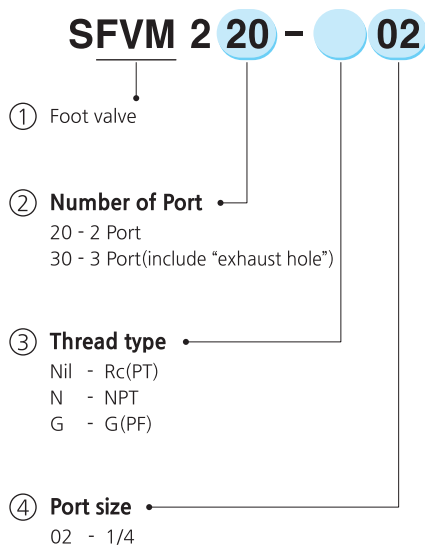 SFVM 2 20 - 02
① Foot valve
② Number of Port
20 - 2 Port
30 - 3 Port(include “exhaust hole”)
③ Thread type
Nil - Rc(PT)
N - NPT
G - G(PF)
④ Port size
02 - 1/4